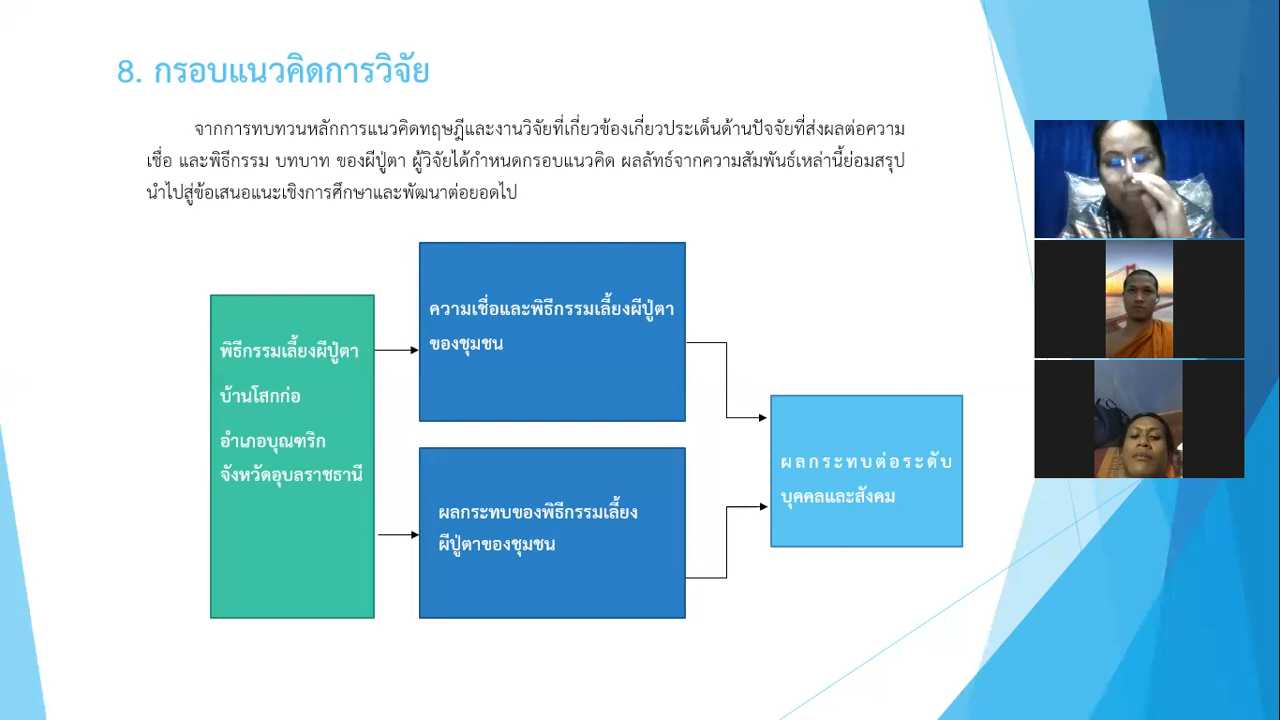 8. กรอบแนวคิดการวิจัย
จากการทบทวนหลักการแนวคิดทฤษฎีและงานวิจัยที่เกี่ยวข้องเกี่ยวประเด็นด้านปัจจัยที่ส่งผลต่อความ
เชื่อ และพิธีกรรม บทบาท ของผีปู่ตา ผู้วิจัยได้กำหนดกรอบแนวคิด ผลลัทธ์จากความสัมพันธ์เหล่านี้ย่อมสรุป
นำไปสู่ข้อเสนอแนะเชิงการศึกษาและพัฒนาต่อยอดไป
พิธีกรรมเลี้ยงผีปู่ตา
บ้านโสกก่อ
อำเภอบุณฑริก
จังหวัดอุบลราชธานี
ความเชื่อและพิธีกรรมเลี้ยงผีปู่ตา
ของชุมชน
ผลกระทบของพิธีกรรมเลี้ยง
ผีปู่ตาของชุมชน
ผลกระทบต่อระดับ
บุคคลและสังคม